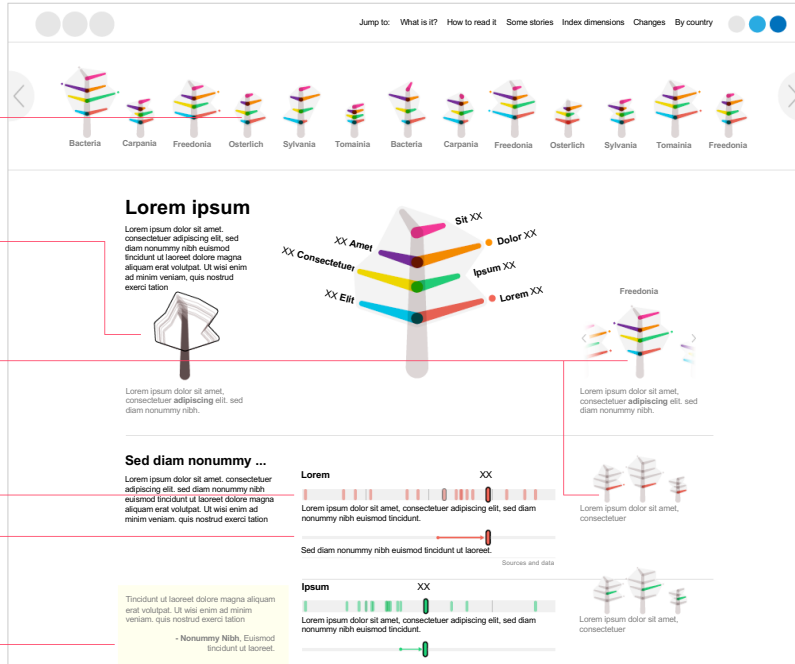 Jump to: What is it? How to read it Some stories Index dimensions Changes By country
Bacteria Carpania Freedonia Osterlich Sylvania Tomainia Bacteria Carpania Freedonia Osterlich Sylvania Tomainia Freedonia
Lorem ipsum
Lorem ipsum dolor sit amet.
consectetuer adipiscing elit, sed
diam nonummy nibh euismod
tincidunt ut laoreet dolore magna
aliquam erat volutpat. Ut wisi enim
ad minim veniam, quis nostrud
exerci tation
Lorem ipsum dolor sit amet,
consectetuer adipiscing elit. sed
diam nonummy nibh.
Sit XX
XX Amet
Dolor XX
XX Consectetuer
Ipsum XX
XX Elit
Lorem XX
Freedonia
Lorem ipsum dolor sit amet,
consectetuer adipiscing elit. sed
diam nonummy nibh.
Sed diam nonummy ...
Lorem ipsum dolor sit amet. consectetuer
adipiscing elit. sed diam nonummy nibh
euismod tincidunt ut laoreet dolore magna
aliquam erat volutpat. Ut wisi enim ad
minim veniam. quis nostrud exerci tation
Lorem XX
Lorem ipsum dolor sit amet, consectetuer adipiscing elit, sed diam
nonummy nibh euismod tincidunt.
Sed diam nonummy nibh euismod tincidunt ut laoreet.
Sources and data
Lorem ipsum dolor sit amet,
consectetuer
Tincidunt ut laoreet dolore magna aliquam
erat volutpat. Ut wisi enim ad minim
veniam. quis nostrud exerci tation
- Nonummy Nibh, Euismod
tincidunt ut laoreet.
Ipsum XX
Lorem ipsum dolor sit amet, consectetuer adipiscing elit, sed diam
nonummy nibh euismod tincidunt.
Lorem ipsum dolor sit amet,
consectetuer